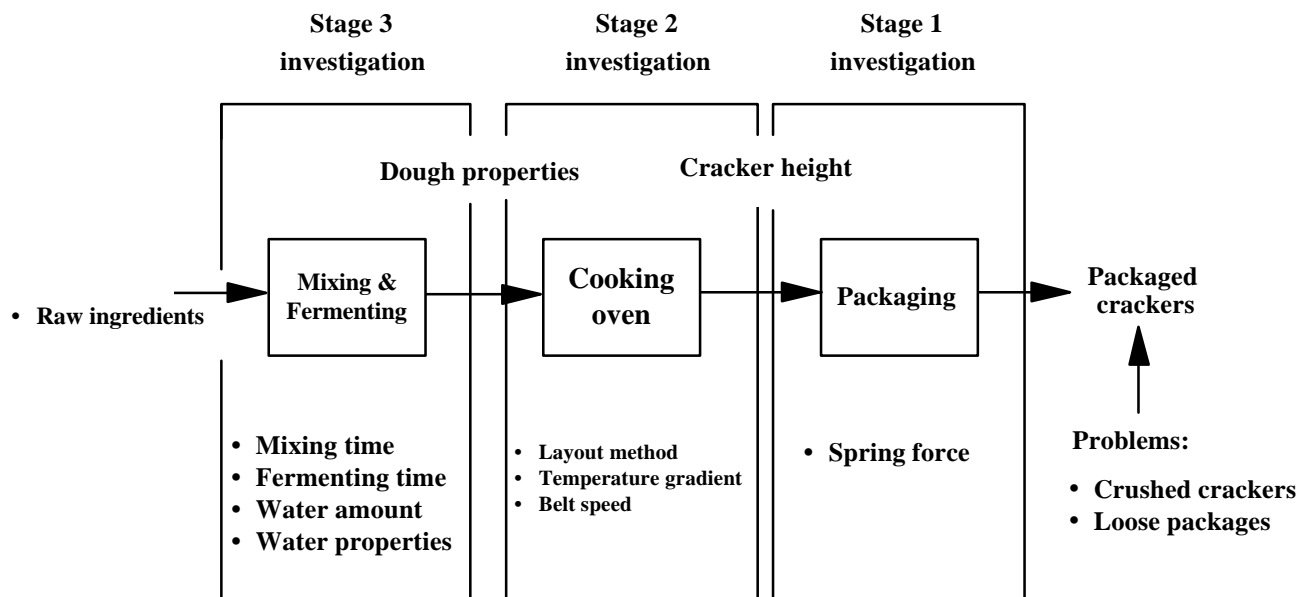 Stage 3
investigation
Stage 2
investigation
Stage 1
investigation
Dough properties
Cracker height
• Raw ingredients
Mixing &
Fermenting
Cooking
oven
Packaging
Packaged
crackers
• Mixing time
• Fermenting time
• Water amount
• Water properties
• Layout method
• Temperature gradient
• Belt speed
• Spring force
Problems:
• Crushed crackers
• Loose packages